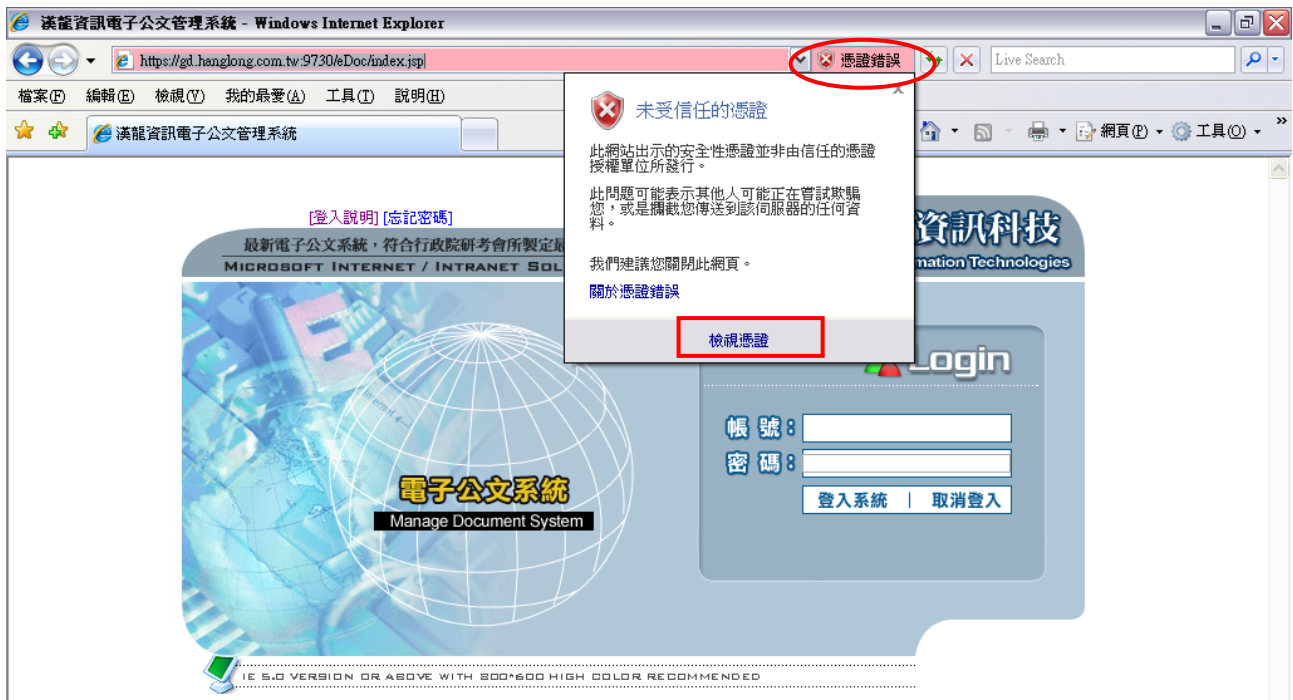 漢龍資訊電子公文管理系統 - Windows Internet Explorer
https://gd.hanglong.com.tw:9730/eDoc/index.jsp
憑證錯誤
Live Search
檔案(F) 編輯(E) 檢視(V) 我的最愛(A) 工具(T) 說明(H)
漢龍資訊電子公文管理系統
網頁(P)
工具(O)
»
未受信任的憑證
x
此網站出示的安全性憑證並非由信任的憑證
授權單位所發行。
此問題可能表示其他人可能正在嘗試欺騙
您，或是攔截您傳送到該伺服器的任何資
料。
我們建議您關閉此網頁。
關於憑證錯誤
檢視憑證
[登入說明] [忘記密碼]
最新電子公文系統，符合行政院研考會所製定
MICROSOFT INTERNET / INTRANET
資訊科技
mation Technologies
Internet
Login
帳 號：
密 碼：
登入系統 | 取消登入
電子公文系統
Manage Document System
IE 5.0 VERSION OR ABOVE WITH 800*600 HIGH COLOR RECOMMENDED